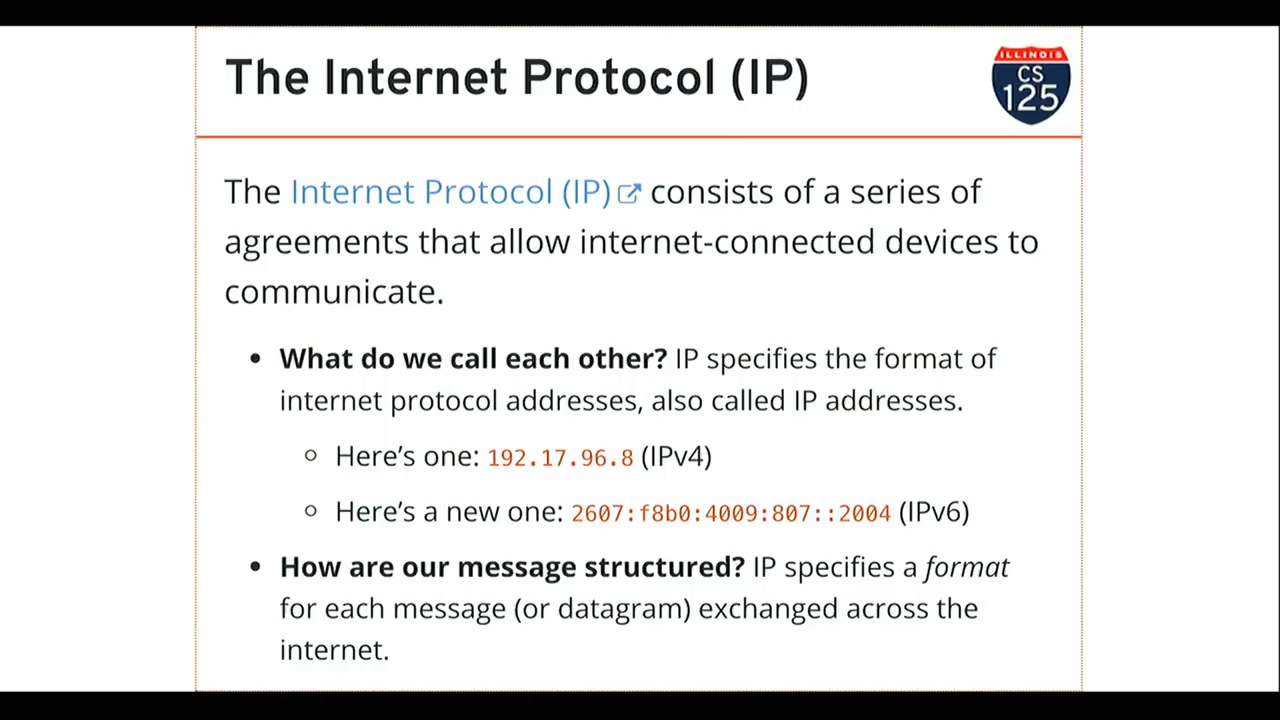 The Internet Protocol (IP)
ILLINOIS
CS
125
The Internet Protocol (IP) consists of a series of
agreements that allow internet-connected devices to
communicate.
• What do we call each other? IP specifies the format of
internet protocol addresses, also called IP addresses.
○ Here's one: 192.17.96.8 (IPv4)
○ Here's a new one: 2607:f8b0:4009:807::2004 (IPv6)
• How are our message structured? IP specifies a format
for each message (or datagram) exchanged across the
internet.